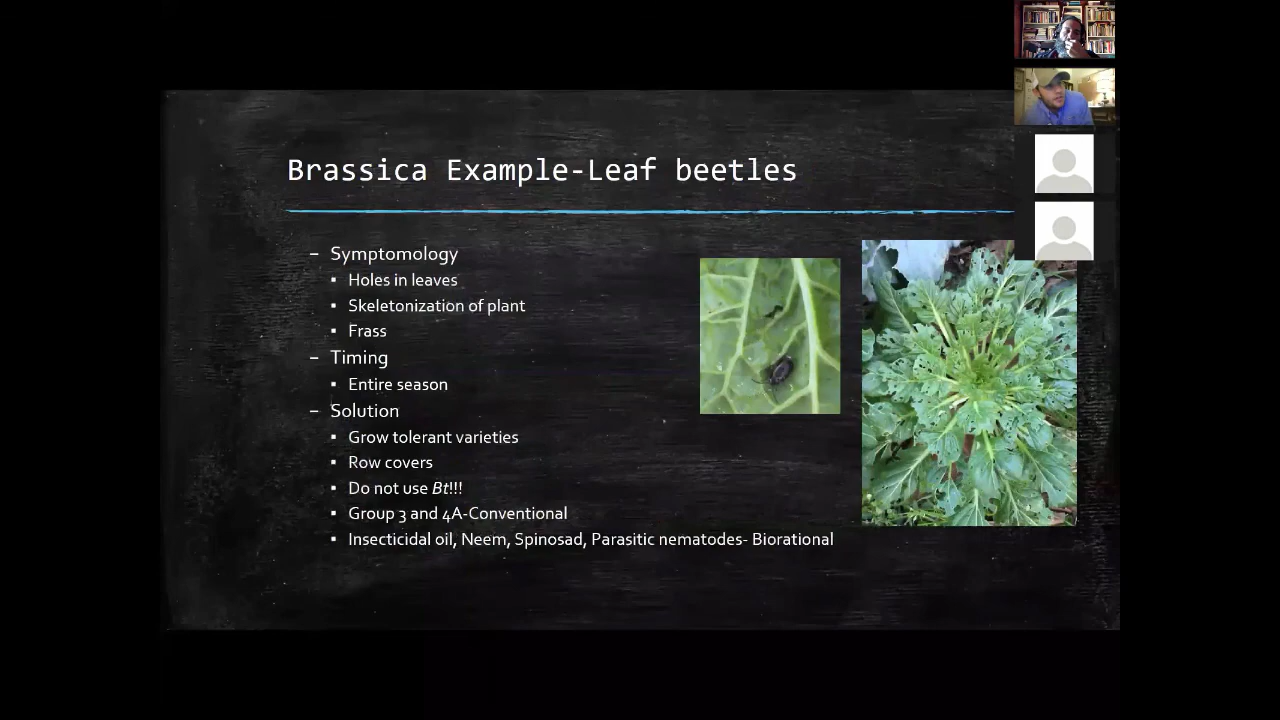 Brassica Example-Leaf beetles
– Symptomology
▪ Holes in leaves
▪ Skeletonization of plant
▪ Frass
– Timing
▪ Entire season
– Solution
▪ Grow tolerant varieties
▪ Row covers
▪ Do not use Bt!!!
▪ Group 3 and 4A-Conventional
▪ Insecticidal oil, Neem, Spinosad, Parasitic nematodes- Biorational